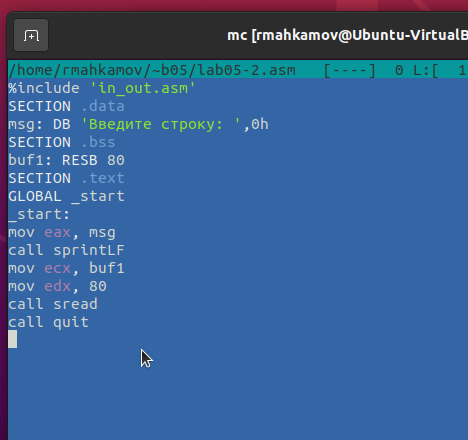 mc [rmahkamov@Ubuntu-VirtualB
/home/rmahkamov/~b05/lab05-2.asm   [----]  0 L:[  1
%include 'in_out.asm'
SECTION .data
msg: DB 'Введите строку: ',0h
SECTION .bss
buf1: RESB 80
SECTION .text
GLOBAL _start
_start:
mov eax, msg
call sprintLF
mov ecx, buf1
mov edx, 80
call sread
call quit